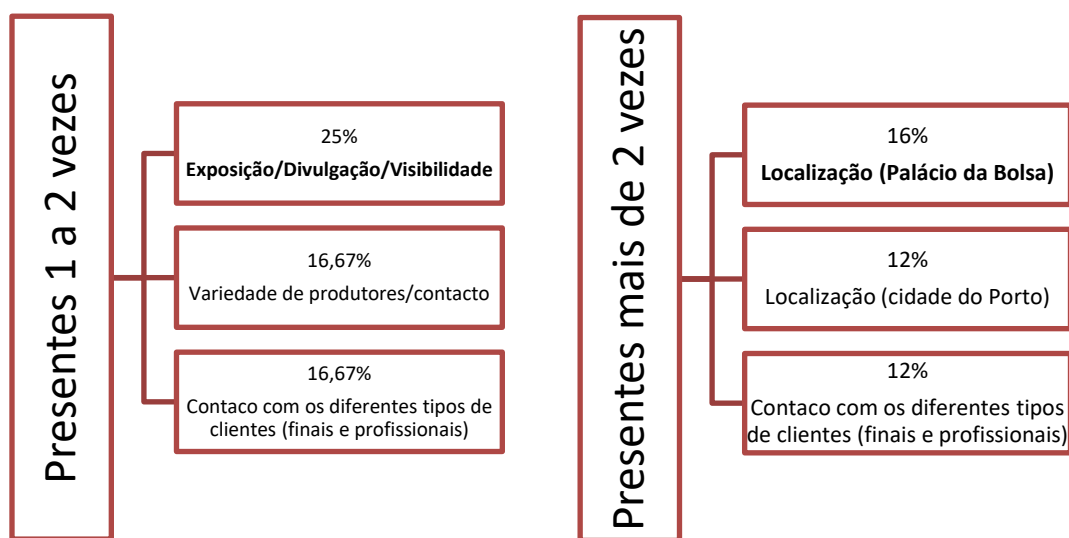 Presentes 1 a 2 vezes
25%
Exposição/Divulgação/Visibilidade
16,67%
Variedade de produtores/contacto
16,67%
Contaco com os diferentes tipos de
clientes (finais e profissionais)
Presentes mais de 2 vezes
16%
Localização (Palácio da Bolsa)
12%
Localização (cidade do Porto)
12%
Contaco com os diferentes tipos
de clientes (finais e profissionais)